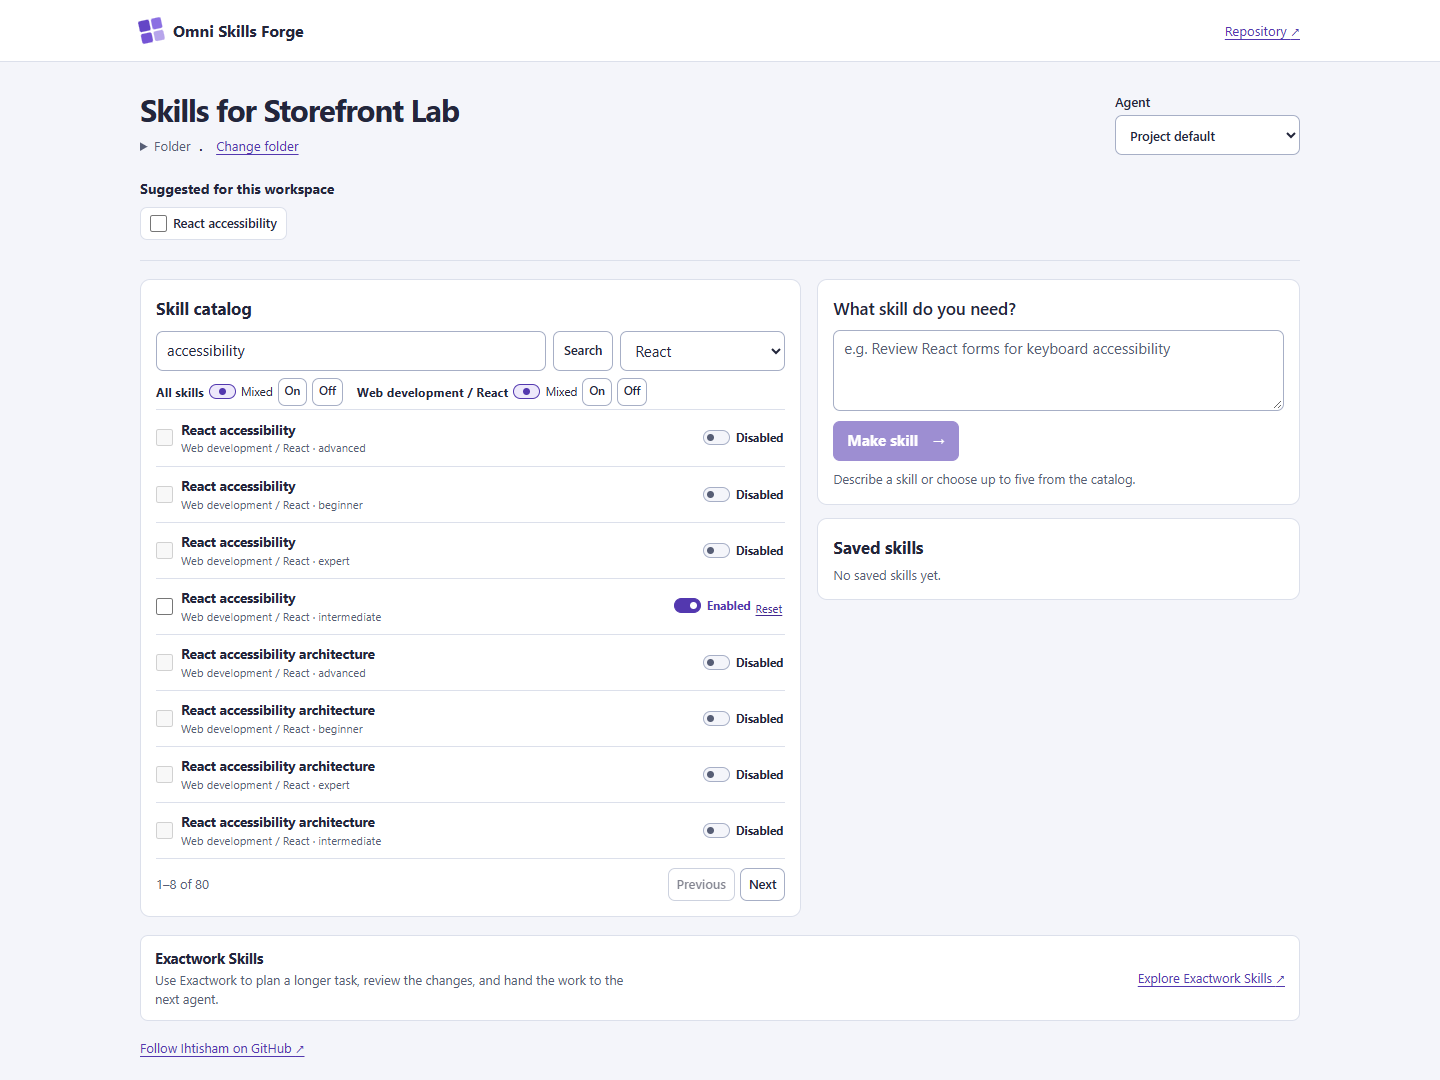 Omni Skills Forge
Repository ↗
Skills for Storefront Lab
▶ Folder . Change folder
Agent
Project default
Suggested for this workspace
React accessibility
Skill catalog
accessibility
Search
React
All skills Mixed On Off Web development / React Mixed On Off
React accessibility
Web development / React · advanced
Disabled
React accessibility
Web development / React · beginner
Disabled
React accessibility
Web development / React · expert
Disabled
React accessibility
Web development / React · intermediate
Enabled Reset
React accessibility architecture
Web development / React · advanced
Disabled
React accessibility architecture
Web development / React · beginner
Disabled
React accessibility architecture
Web development / React · expert
Disabled
React accessibility architecture
Web development / React · intermediate
Disabled
1–8 of 80
Previous Next
What skill do you need?
e.g. Review React forms for keyboard accessibility
Make skill →
Describe a skill or choose up to five from the catalog.
Saved skills
No saved skills yet.
Exactwork Skills
Use Exactwork to plan a longer task, review the changes, and hand the work to the
next agent.
Explore Exactwork Skills ↗
Follow Ihtisham on GitHub ↗